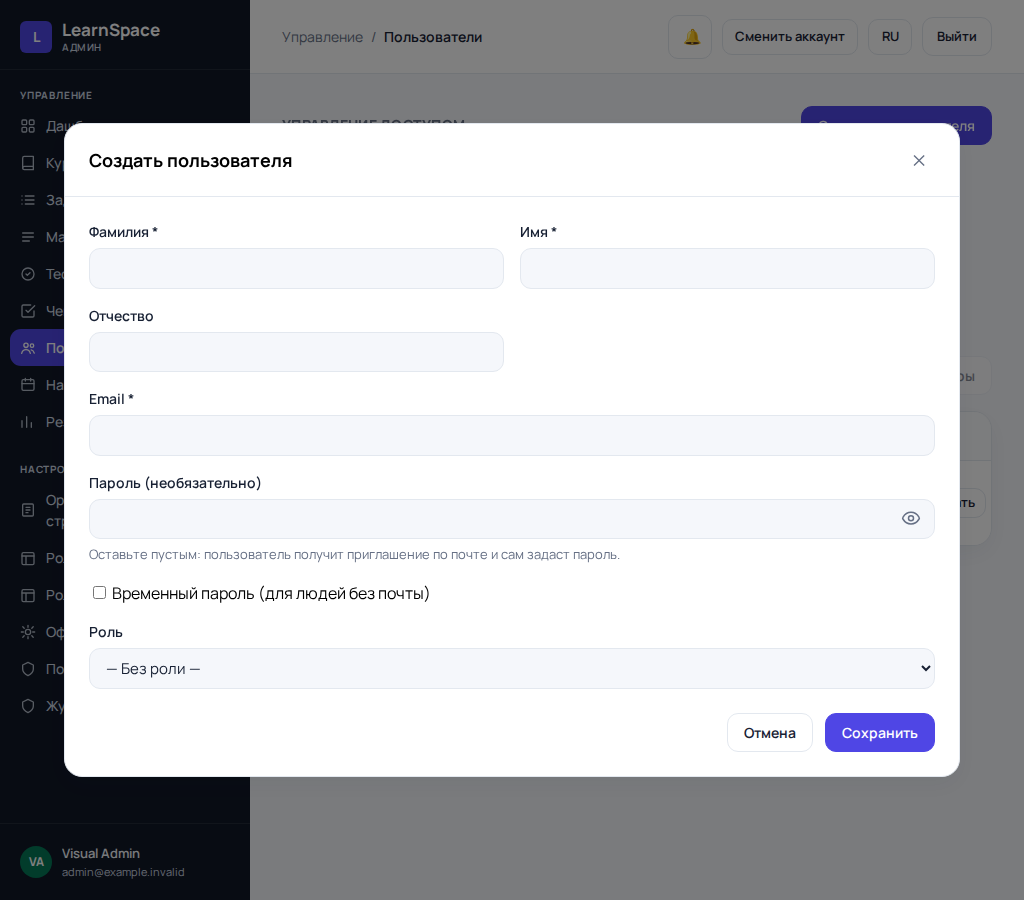 L
LearnSpace
АДМИН
Управление / Пользователи
🔔
Сменить аккаунт
RU
Выйти
УПРАВЛЕНИЕ
Создать пользователя
Фамилия *
Имя *
Отчество
Email *
Пароль (необязательно)
Оставьте пустым: пользователь получит приглашение по почте и сам задаст пароль.
Временный пароль (для людей без почты)
Роль
— Без роли —
Отмена
Сохранить
VA
Visual Admin
admin@example.invalid